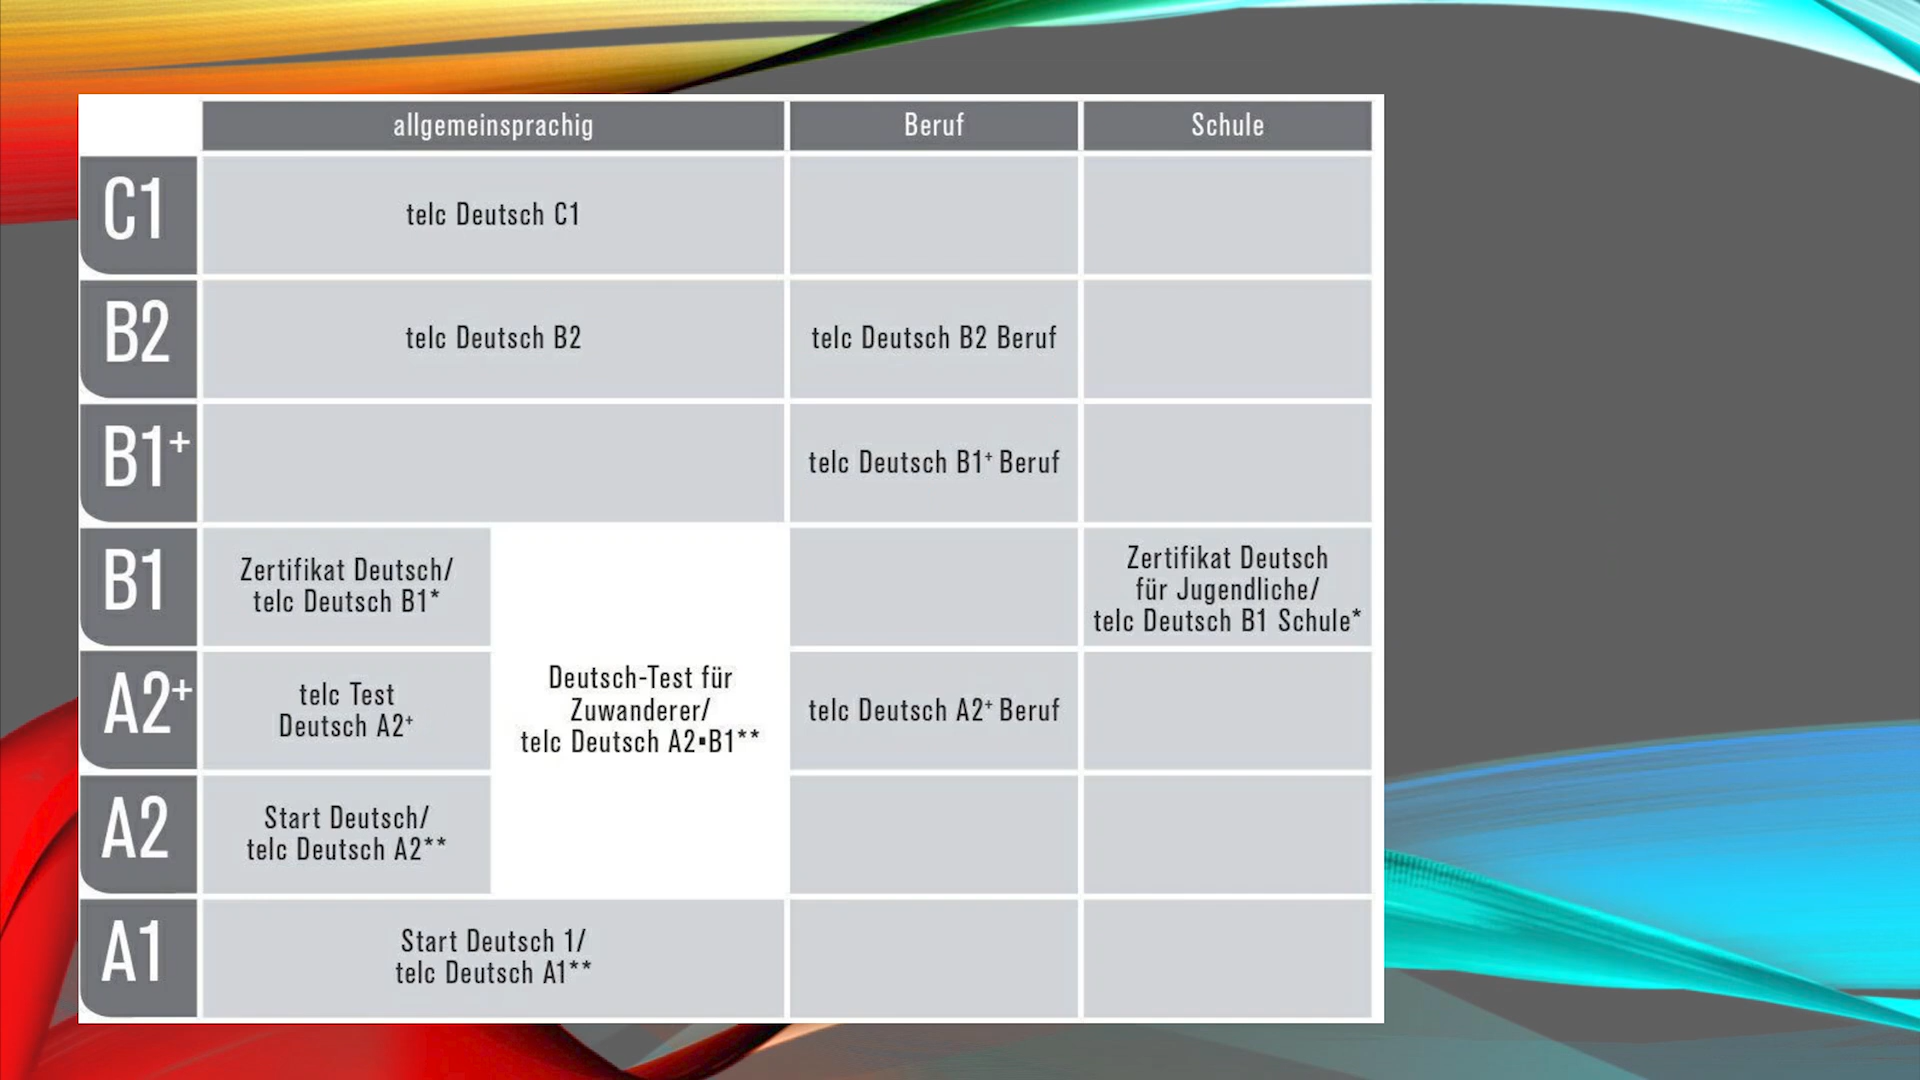 allgemeinsprachig
Beruf
Schule
C1
telc Deutsch C1
B2
telc Deutsch B2
telc Deutsch B2 Beruf
B1⁺
telc Deutsch B1⁺ Beruf
B1
Zertifikat Deutsch/
telc Deutsch B1*
Zertifikat Deutsch
für Jugendliche/
telc Deutsch B1 Schule*
A2⁺
telc Test
Deutsch A2⁺
Deutsch-Test für
Zuwanderer/
telc Deutsch A2▪B1**
telc Deutsch A2⁺ Beruf
A2
Start Deutsch/
telc Deutsch A2**
A1
Start Deutsch 1/
telc Deutsch A1**